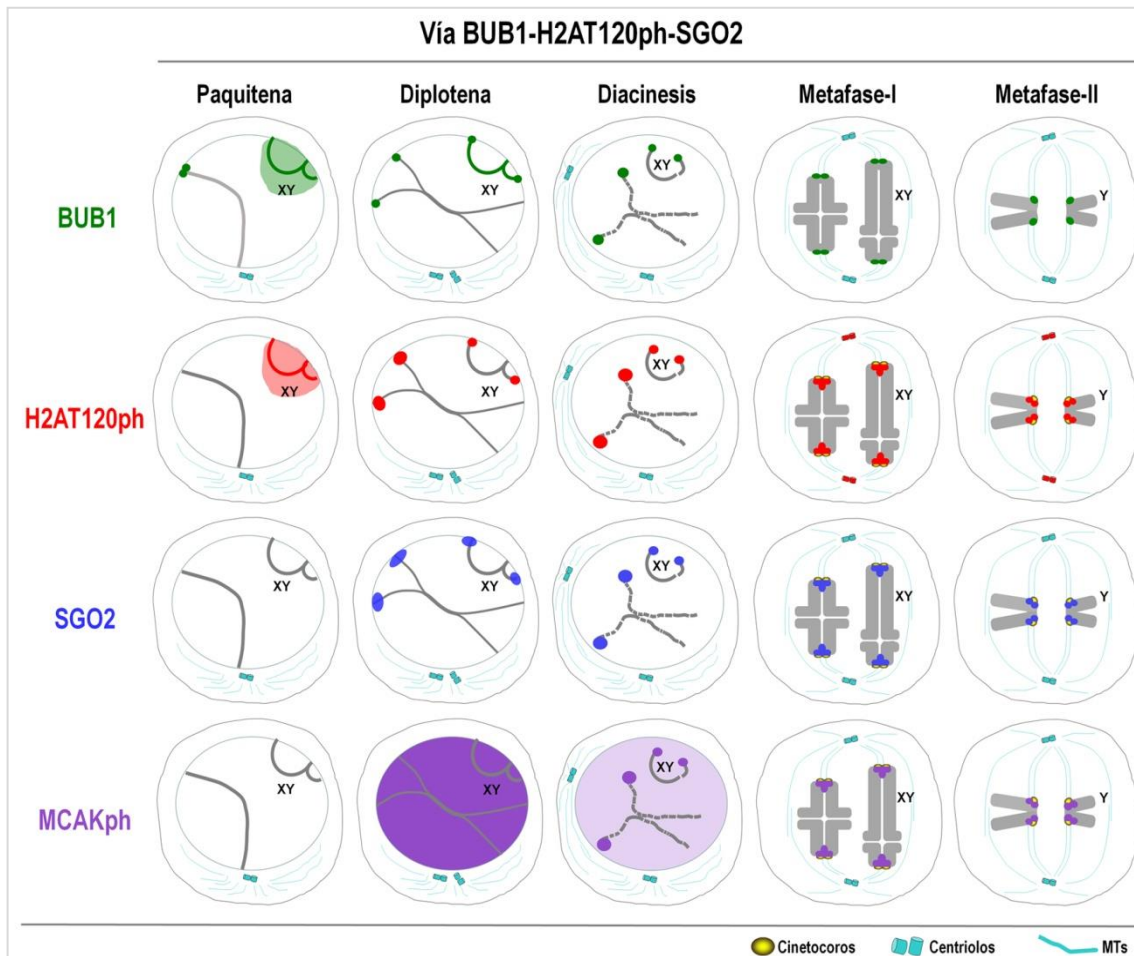 Vía BUB1-H2AT120ph-SGO2
Paquitena Diplotena Diacinesis Metafase-I Metafase-II
BUB1
XY XY XY XY Y
H2AT120ph
XY XY XY XY Y
SGO2
XY XY XY XY Y
MCAKph
XY XY XY XY Y
Cinetocoros Centriolos MTs